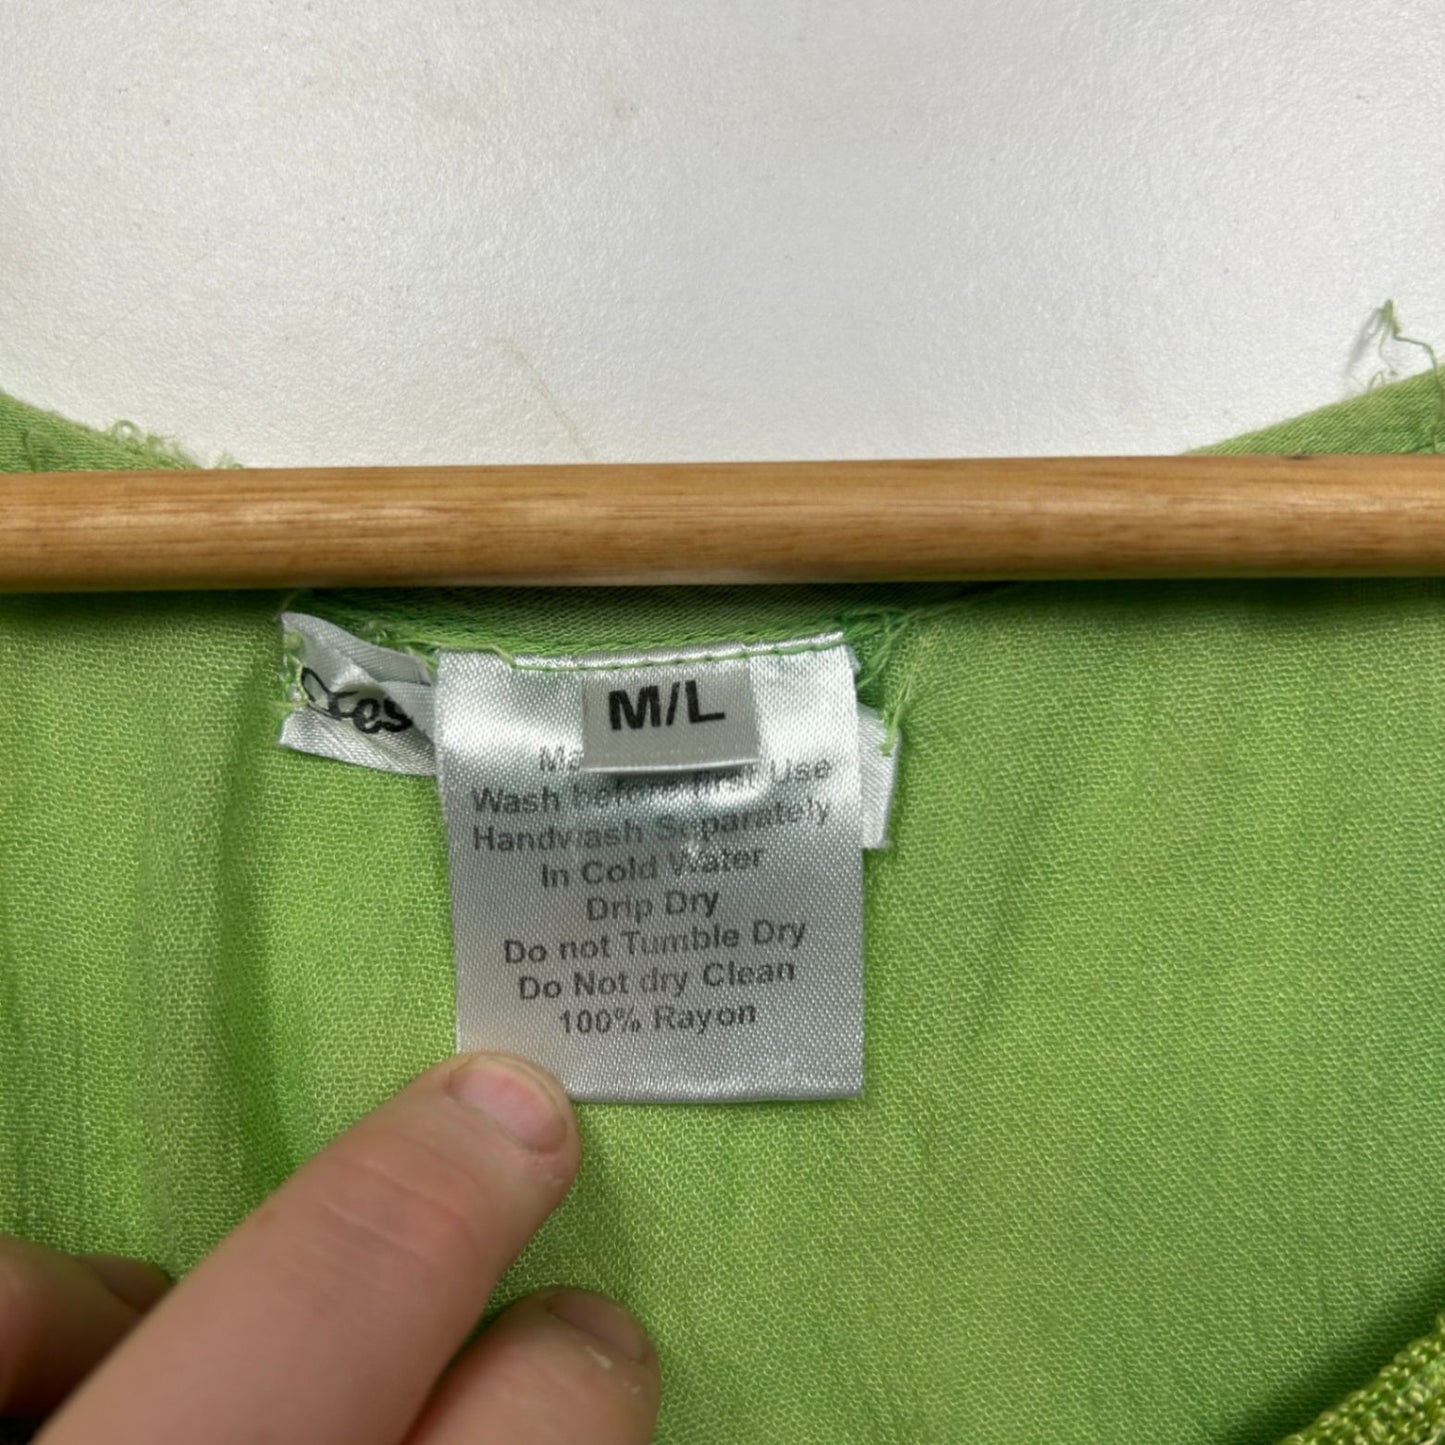 M/L
Wash before first Use
Handwash Separately
In Cold Water
Drip Dry
Do not Tumble Dry
Do Not dry Clean
100% Rayon